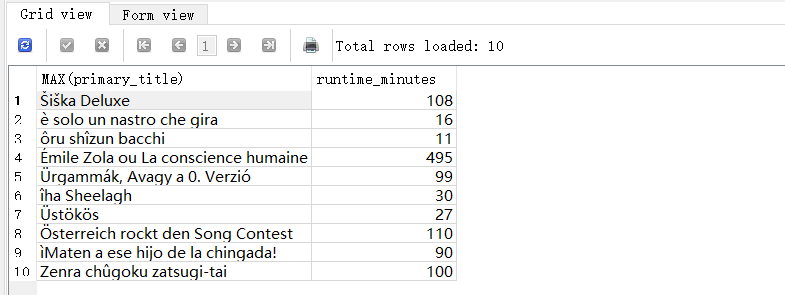 Grid view Form view
1 Total rows loaded: 10
MAX(primary_title) runtime_minutes
1 Šiška Deluxe 108
2 è solo un nastro che gira 16
3 ôru shîzun bacchi 11
4 Émile Zola ou La conscience humaine 495
5 Ürgammák, Avagy a 0. Verzió 99
6 îha Sheelagh 30
7 Üstökös 27
8 Österreich rockt den Song Contest 110
9 ìMaten a ese hijo de la chingada! 90
10 Zenra chûgoku zatsugi-tai 100